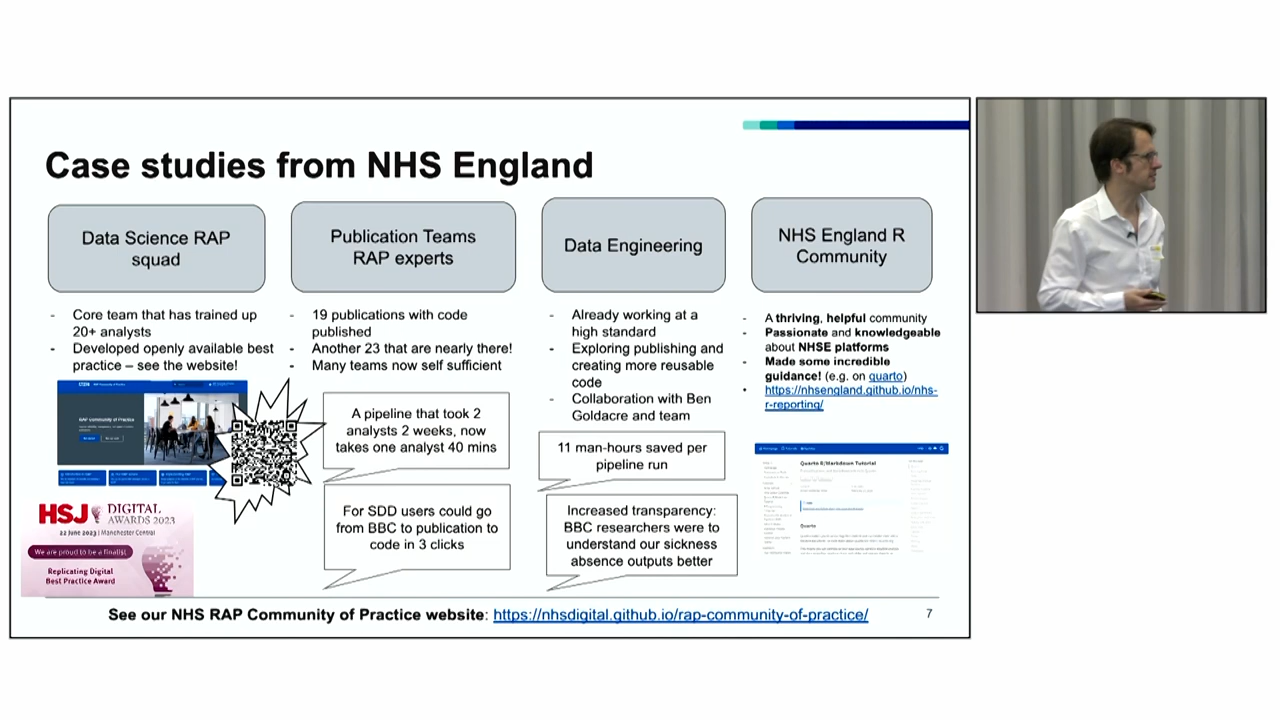 Case studies from NHS England
Data Science RAP
squad
- Core team that has trained up
20+ analysts
- Developed openly available best
practice – see the website!
RAP Community of Practice
HSJ DIGITAL
AWARDS 2023
22 June 2023 | Manchester Central
We are proud to be a finalist
Replicating Digital
Best Practice Award
Publication Teams
RAP experts
- 19 publications with code
published
- Another 23 that are nearly there!
- Many teams now self sufficient
A pipeline that took 2
analysts 2 weeks, now
takes one analyst 40 mins
For SDD users could go
from BBC to publication to
code in 3 clicks
Data Engineering
- Already working at a
high standard
- Exploring publishing and
creating more reusable
code
- Collaboration with Ben
Goldacre and team
11 man-hours saved per
pipeline run
Increased transparency:
BBC researchers were to
understand our sickness
absence outputs better
NHS England R
Community
- A thriving, helpful community
- Passionate and knowledgeable
about NHSE platforms
- Made some incredible
guidance! (e.g. on quarto)
• https://nhsengland.github.io/nhs-
r-reporting/
Quarto R/Markdown Tutorial
Quarto
See our NHS RAP Community of Practice website: https://nhsdigital.github.io/rap-community-of-practice/
7